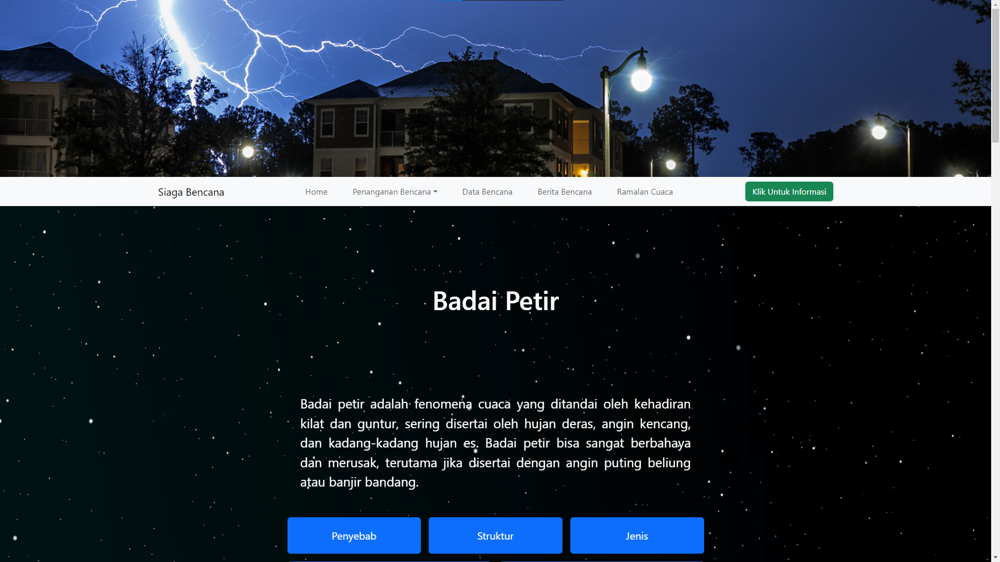 Siaga Bencana
Home
Penanganan Bencana
Data Bencana
Berita Bencana
Ramalan Cuaca
Klik Untuk Informasi
Badai Petir
Badai petir adalah fenomena cuaca yang ditandai oleh kehadiran
kilat dan guntur, sering disertai oleh hujan deras, angin kencang,
dan kadang-kadang hujan es. Badai petir bisa sangat berbahaya
dan merusak, terutama jika disertai dengan angin puting beliung
atau banjir bandang.
Penyebab
Struktur
Jenis